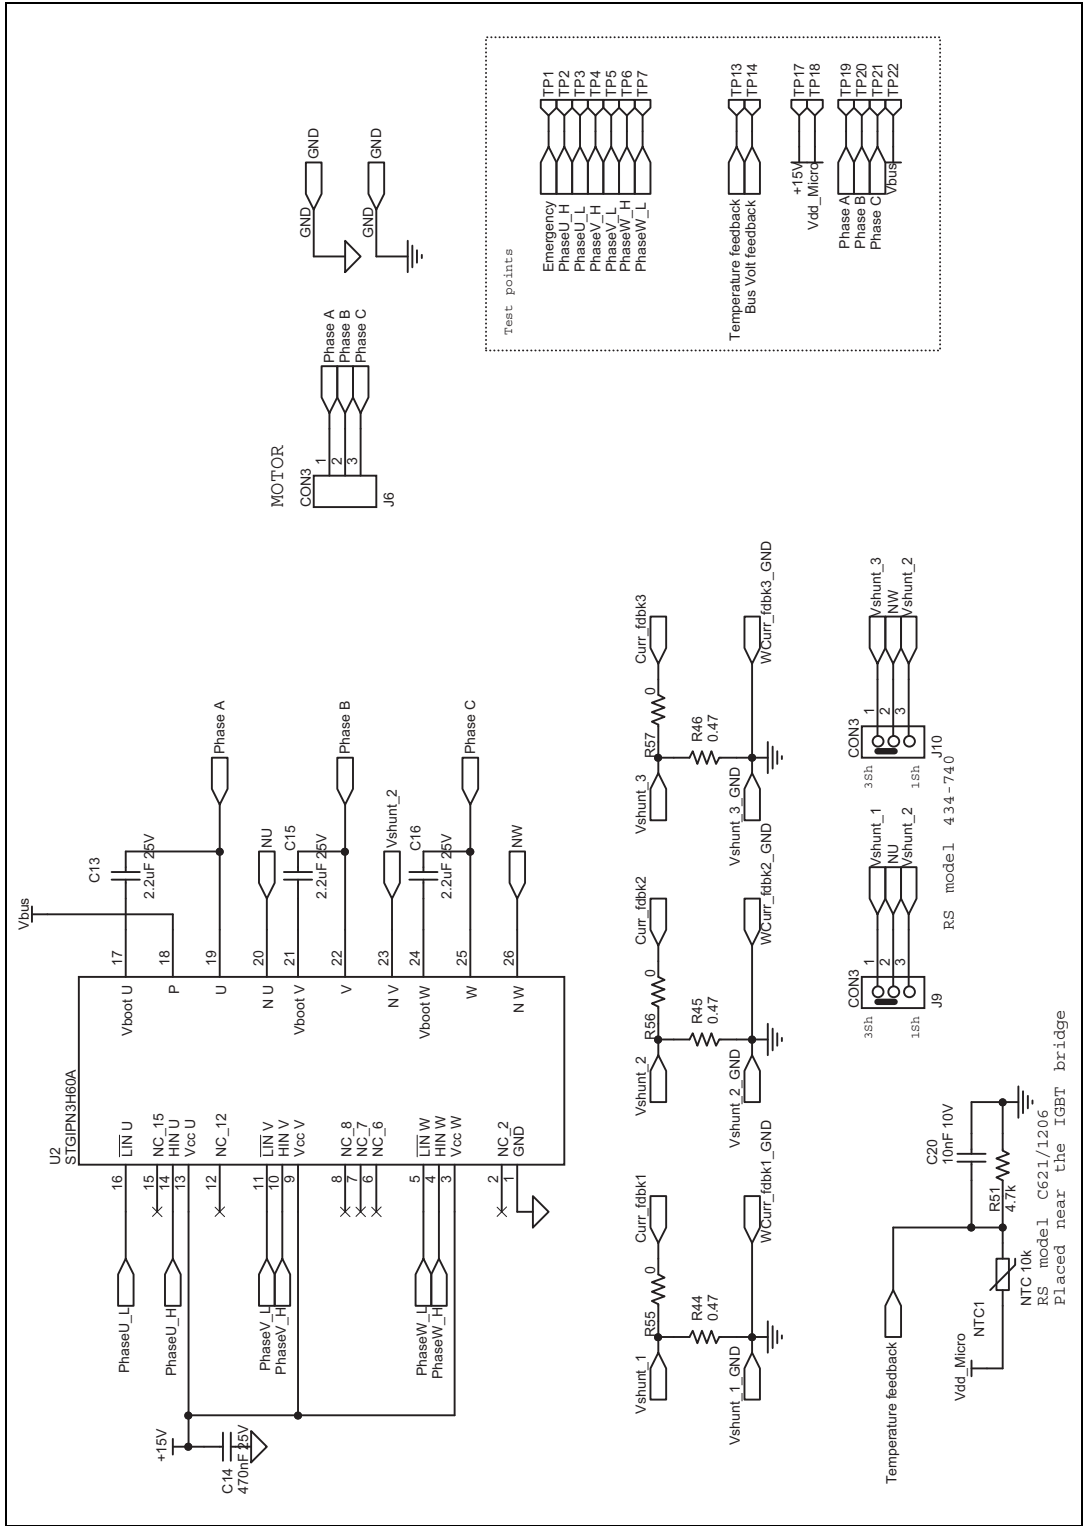 Vbus
+15V
C14
470nF 25V
PhaseU_L
PhaseU_H
PhaseV_L
PhaseV_H
PhaseW_L
PhaseW_H
16
15
14
13
12
11
10
9
8
7
6
5
4
3
2
1
U2
STGIPN3H60A
LIN U
NC_15
HIN U
Vcc U
NC_12
LIN V
HIN V
Vcc V
NC_8
NC_7
NC_6
LIN W
HIN W
Vcc W
NC_2
GND
Vboot U
P
U
N U
Vboot V
V
N V
Vboot W
W
N W
17
18
19
20
21
22
23
24
25
26
C13
2.2uF 25V
NU
C15
2.2uF 25V
Vshunt_2
C16
2.2uF 25V
NW
Phase A
Phase B
Phase C
MOTOR
CON3
1
2
3
J6
Phase A
Phase B
Phase C
GND
GND
GND
GND
Vshunt_1
R55
0
Curr_fdbk1
R44
0.47
Vshunt_1_GND
WCurr_fdbk1_GND
Vshunt_2
R56
0
Curr_fdbk2
R45
0.47
Vshunt_2_GND
WCurr_fdbk2_GND
Vshunt_3
R57
0
Curr_fdbk3
R46
0.47
Vshunt_3_GND
WCurr_fdbk3_GND
Test points
Emergency
PhaseU_H
PhaseU_L
PhaseV_H
PhaseV_L
PhaseW_H
PhaseW_L
TP1
TP2
TP3
TP4
TP5
TP6
TP7
Temperature feedback
Bus Volt feedback
TP13
TP14
+15V
Vdd_Micro
TP17
TP18
Phase A
Phase B
Phase C
Vbus
TP19
TP20
TP21
TP22
Temperature feedback
Vdd_Micro
NTC1
NTC 10k
RS model C621/1206
Placed near the IGBT bridge
C20
10nF 10V
R51
4.7k
3Sh
1Sh
CON3
1
2
3
J9
Vshunt_1
NU
Vshunt_2
RS model 434-740
3Sh
1Sh
CON3
1
2
3
J10
Vshunt_3
NW
Vshunt_2